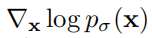 ∇ₓ log p_σ(x)